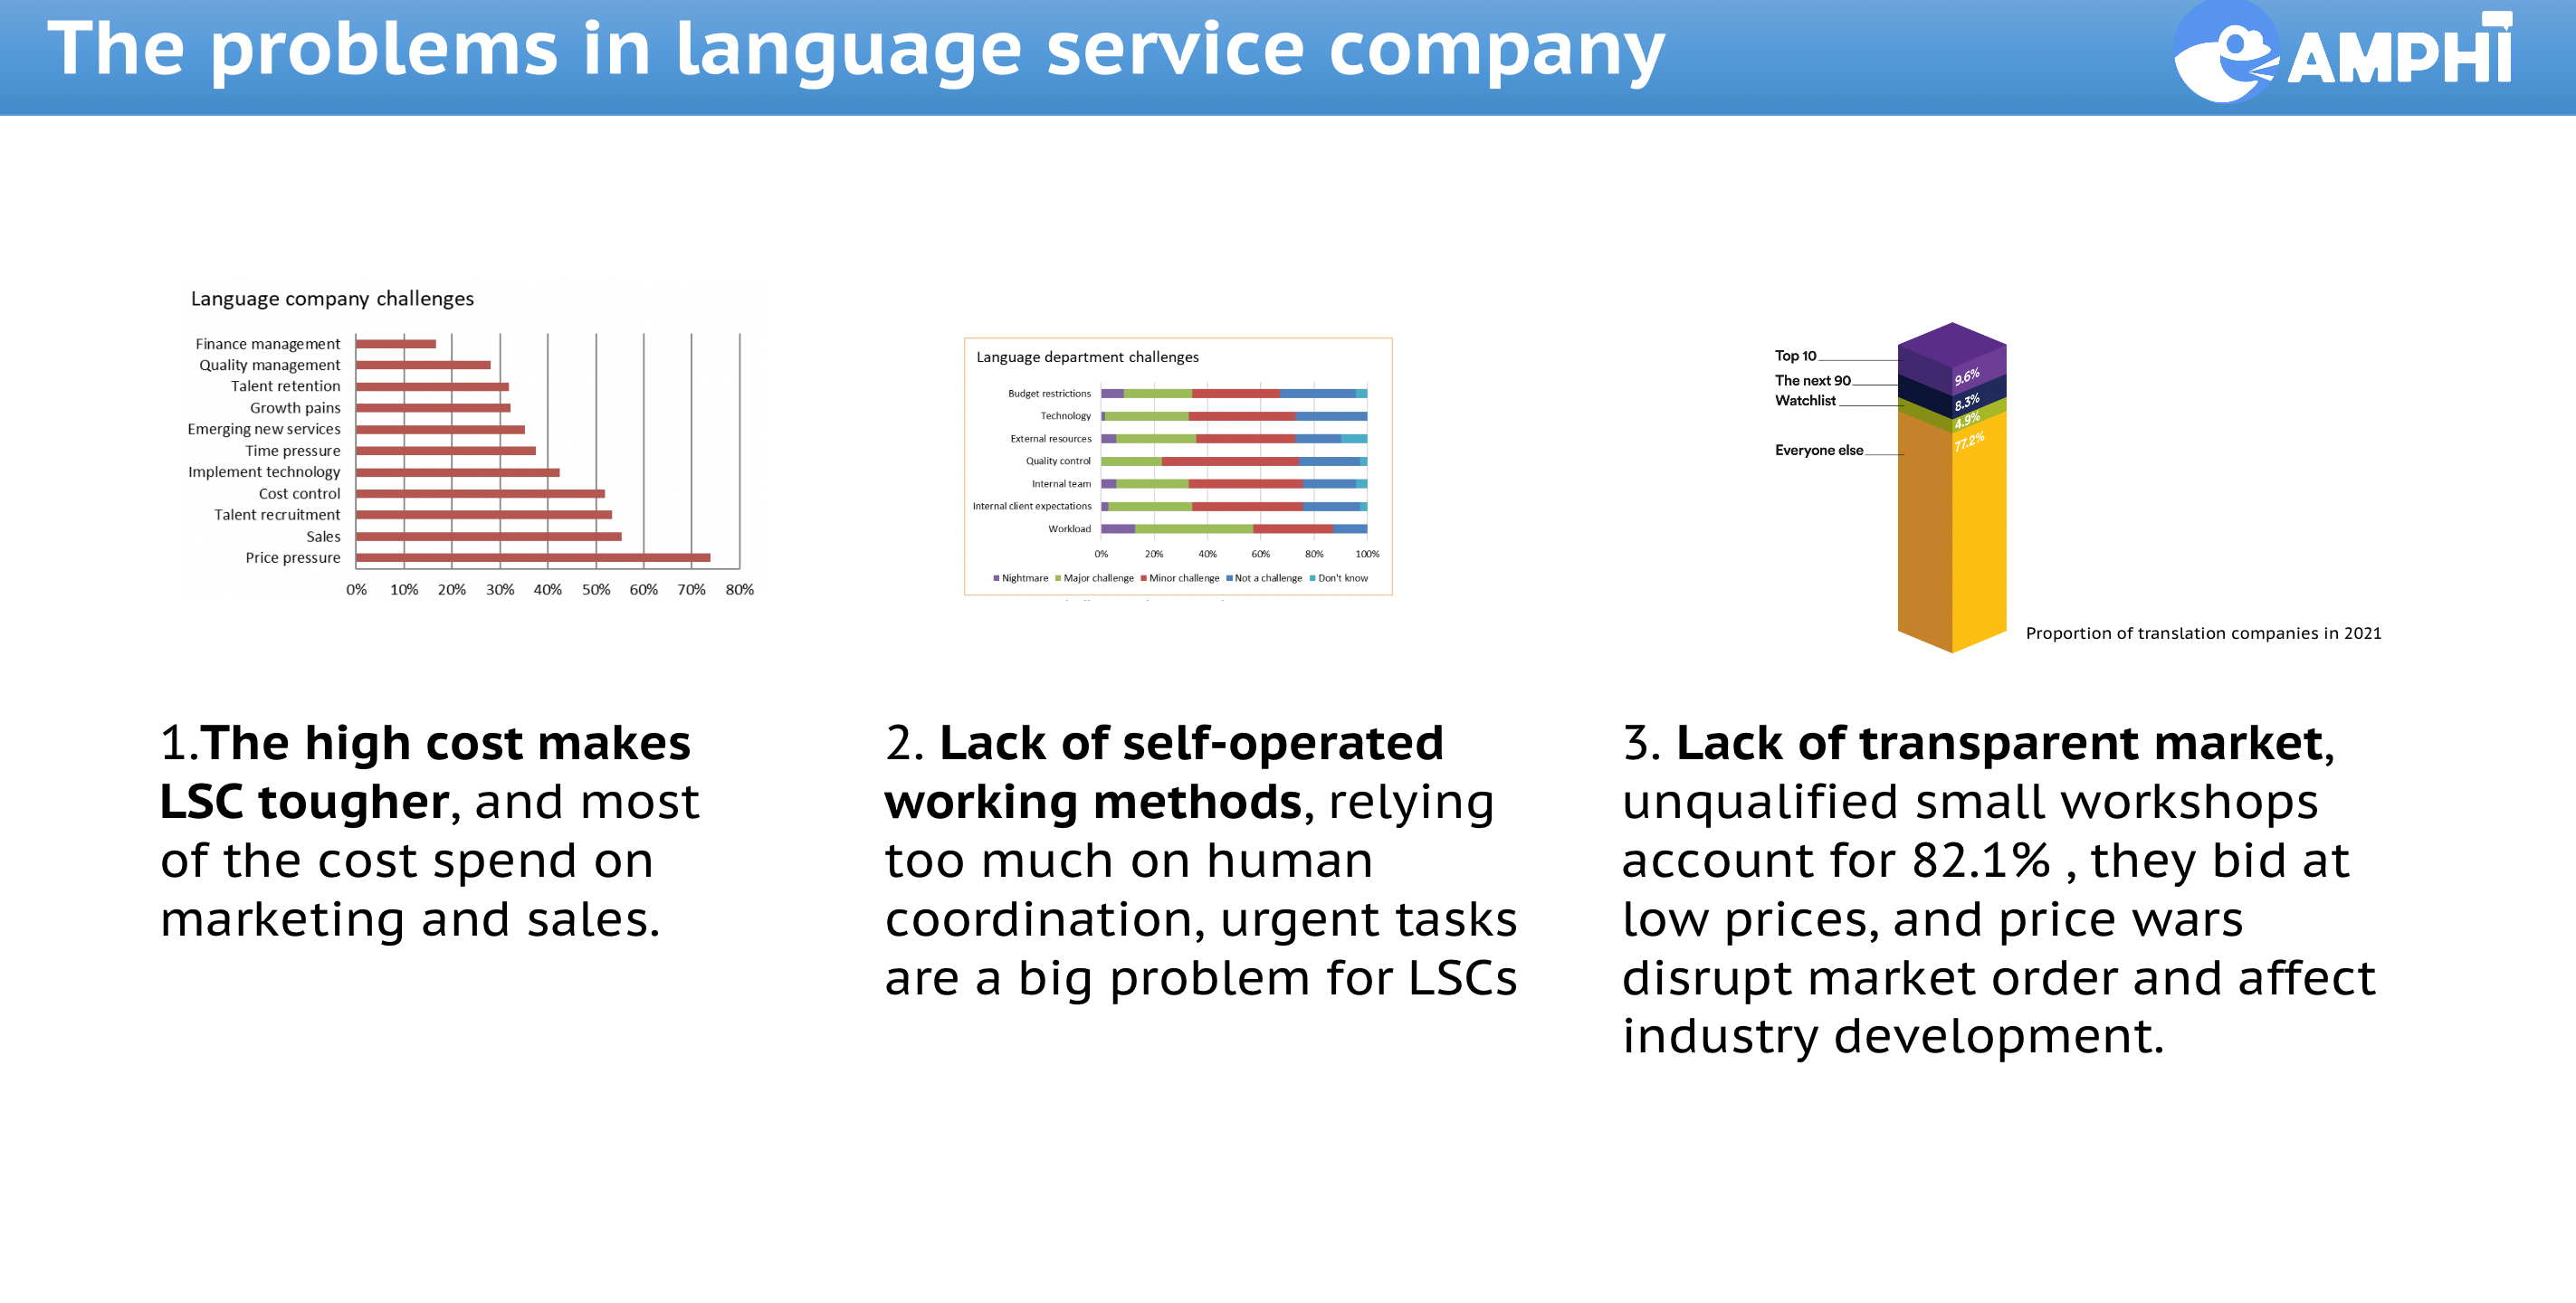 The problems in language service company
AMPHI
Language company challenges
Finance management
Quality management
Talent retention
Growth pains
Emerging new services
Time pressure
Implement technology
Cost control
Talent recruitment
Sales
Price pressure
0% 10% 20% 30% 40% 50% 60% 70% 80%
Language department challenges
Budget restrictions
Technology
External resources
Quality control
Internal team
Internal client expectations
Workload
0% 20% 40% 60% 80% 100%
Nightmare Major challenge Minor challenge Not a challenge Don't know
Top 10
9.6%
The next 90
8.3%
Watchlist
4.9%
Everyone else
77.2%
Proportion of translation companies in 2021
1.The high cost makes
LSC tougher, and most
of the cost spend on
marketing and sales.
2. Lack of self-operated
working methods, relying
too much on human
coordination, urgent tasks
are a big problem for LSCs
3. Lack of transparent market,
unqualified small workshops
account for 82.1% , they bid at
low prices, and price wars
disrupt market order and affect
industry development.